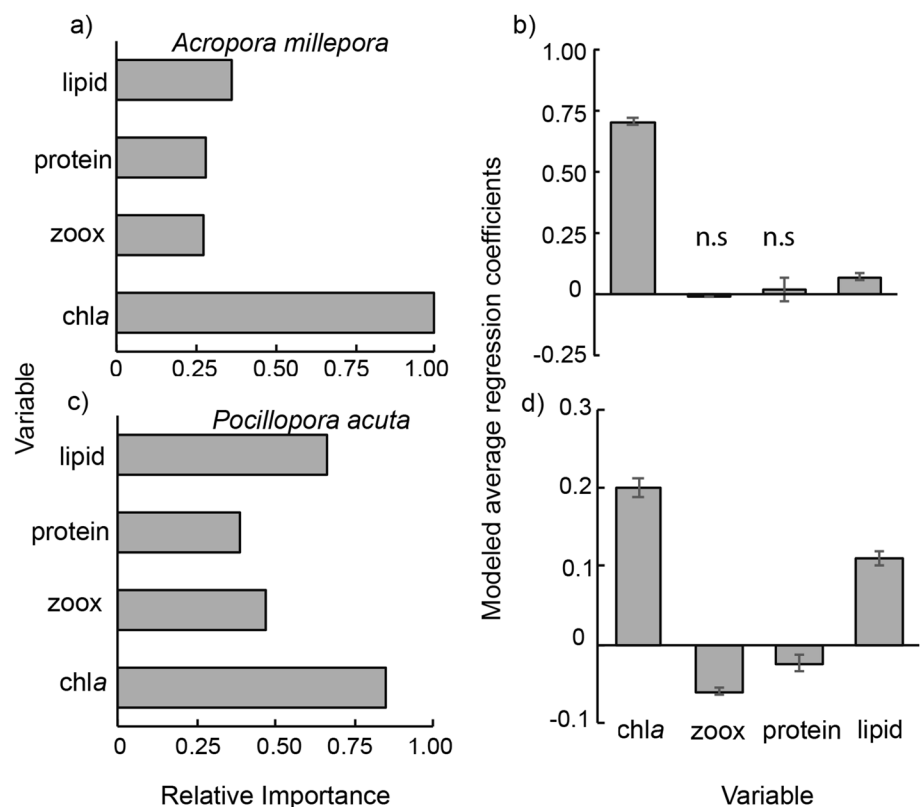 a)
Acropora millepora
lipid
protein
zoox
chla
0 0.25 0.50 0.75 1.00
b)
1.00
0.75
0.50
0.25
0
-0.25
n.s n.s
c)
Pocillopora acuta
lipid
protein
zoox
chla
0 0.25 0.50 0.75 1.00
Relative Importance
Variable
d)
0.3
0.2
0.1
0
-0.1
chla zoox protein lipid
Variable
Modeled average regression coefficients